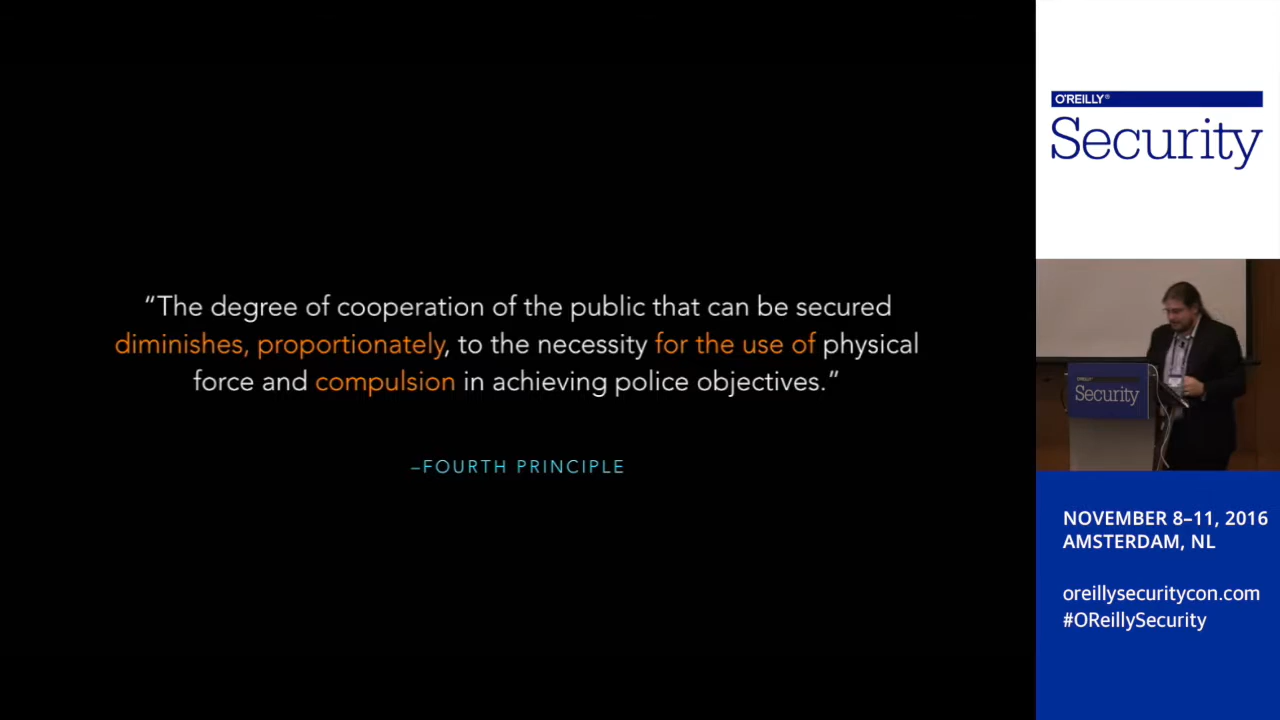 “The degree of cooperation of the public that can be secured
diminishes, proportionately, to the necessity for the use of physical
force and compulsion in achieving police objectives.”
–FOURTH PRINCIPLE
O'REILLY®
Security
Security
NOVEMBER 8–11, 2016
AMSTERDAM, NL
oreillysecuritycon.com
#OReillySecurity